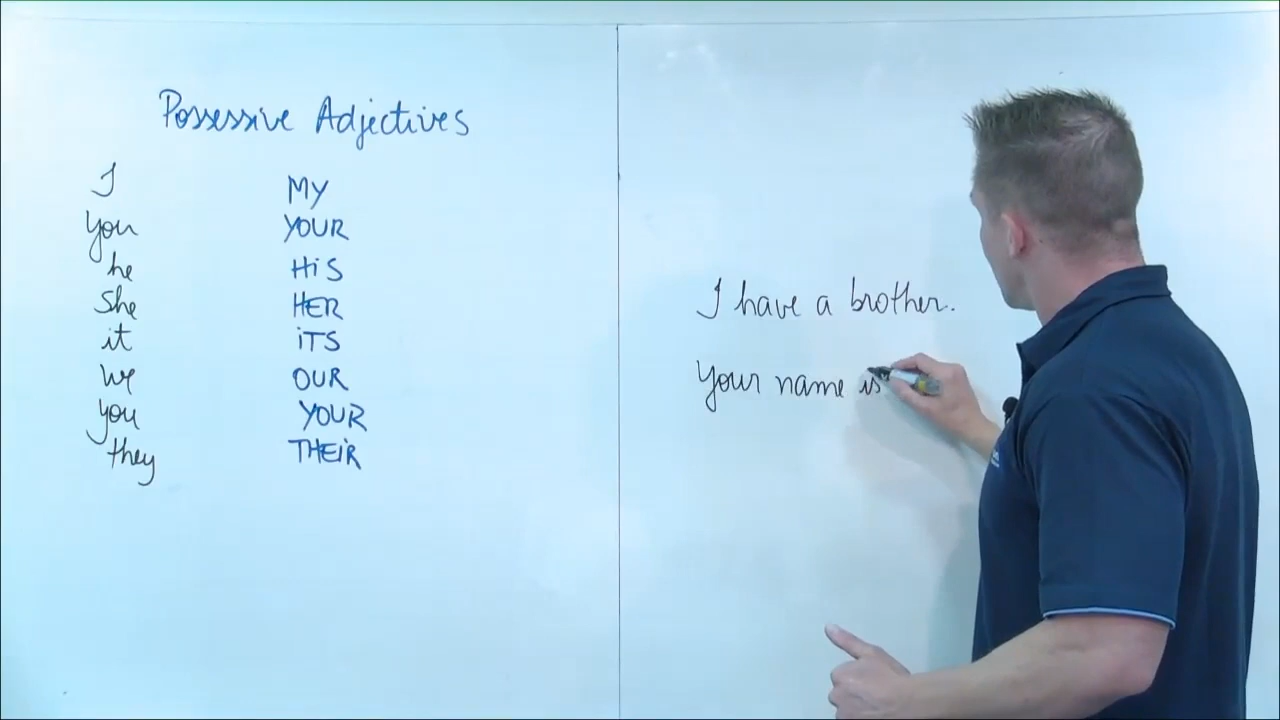 Possessive Adjectives
I MY
you YOUR
he HiS
she HER
it iTS
we OUR
you YOUR
they THEiR
I have a brother.
Your name is